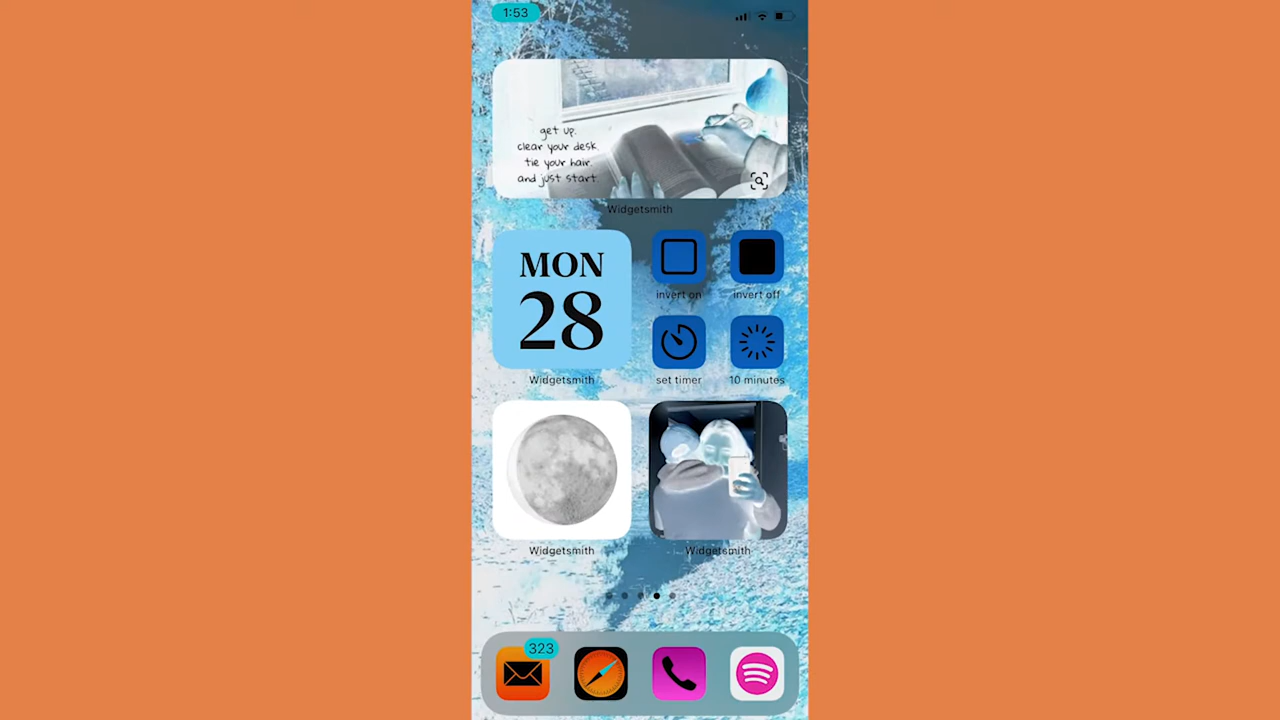 1:53
get up.
clear your desk.
tie your hair.
and just start.
Widgetsmith
MON
28
Widgetsmith
invert on
invert off
set timer
10 minutes
Widgetsmith
Widgetsmith
323